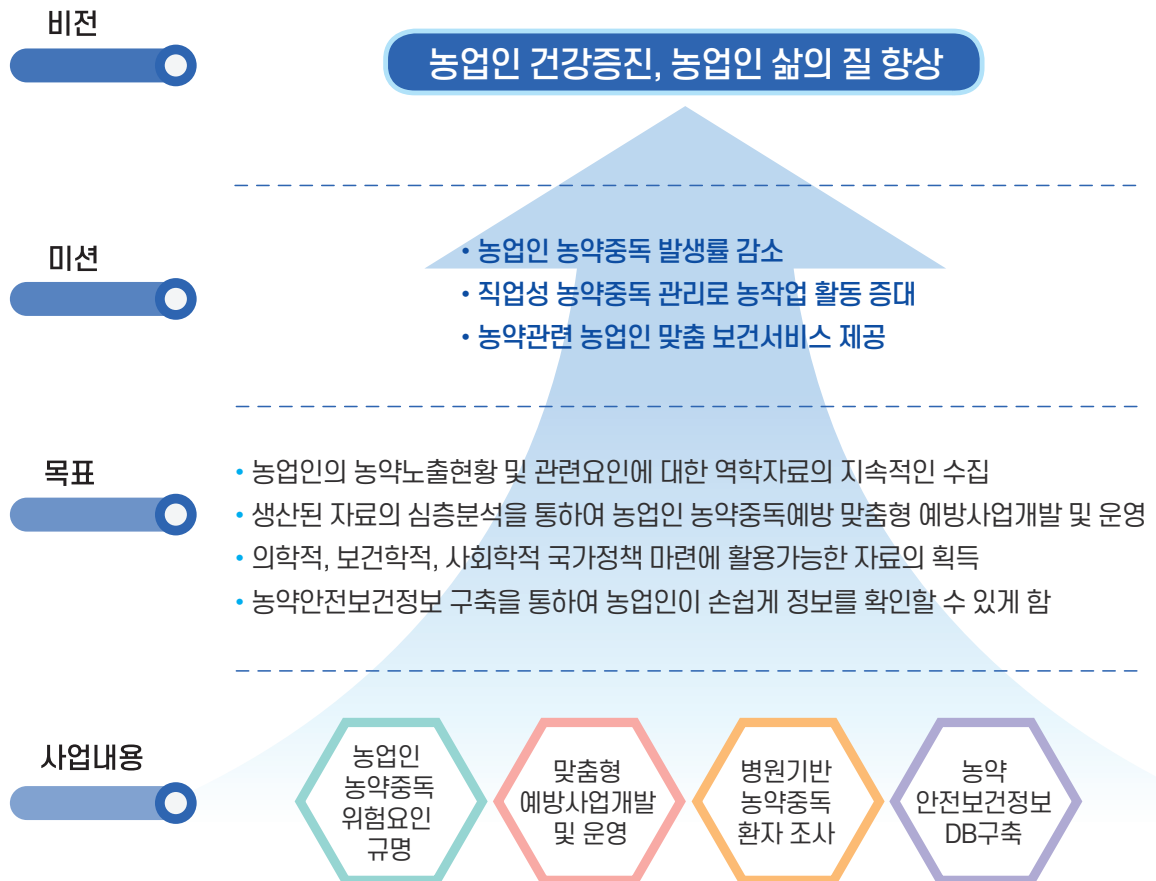 비전
농업인 건강증진, 농업인 삶의 질 향상
미션
• 농업인 농약중독 발생률 감소
• 직업성 농약중독 관리로 농작업 활동 증대
• 농약관련 농업인 맞춤 보건서비스 제공
목표
• 농업인의 농약노출현황 및 관련요인에 대한 역학자료의 지속적인 수집
• 생산된 자료의 심층분석을 통하여 농업인 농약중독예방 맞춤형 예방사업개발 및 운영
• 의학적, 보건학적, 사회학적 국가정책 마련에 활용가능한 자료의 획득
• 농약안전보건정보 구축을 통하여 농업인이 손쉽게 정보를 확인할 수 있게 함
사업내용
농업인
농약중독
위험요인
규명
맞춤형
예방사업개발
및 운영
병원기반
농약중독
환자 조사
농약
안전보건정보
DB구축